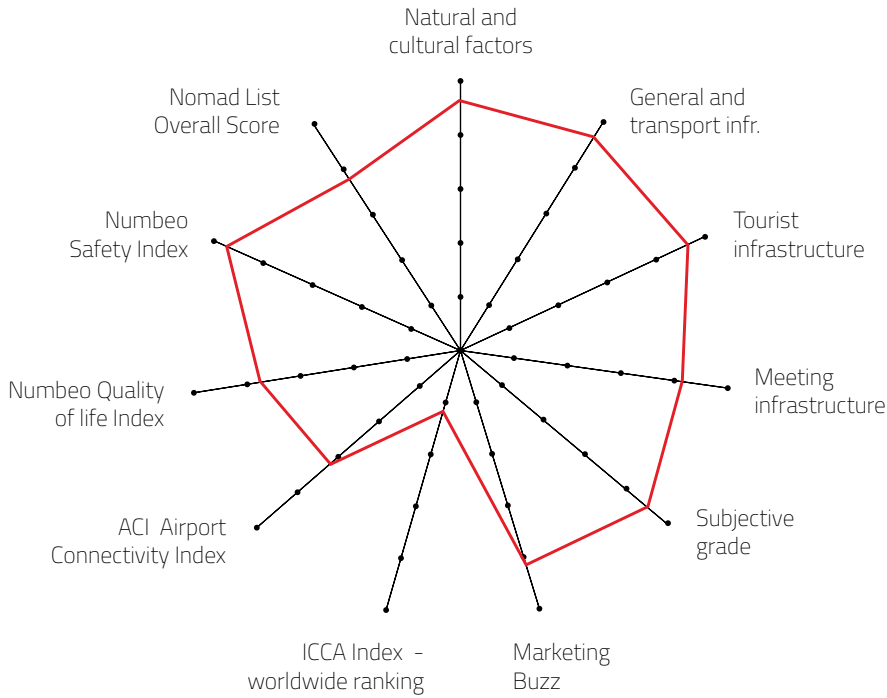 Natural and
cultural factors
General and
transport infr.
Tourist
infrastructure
Meeting
infrastructure
Subjective
grade
Marketing
Buzz
ICCA Index -
worldwide ranking
ACI Airport
Connectivity Index
Numbeo Quality
of life Index
Numbeo
Safety Index
Nomad List
Overall Score